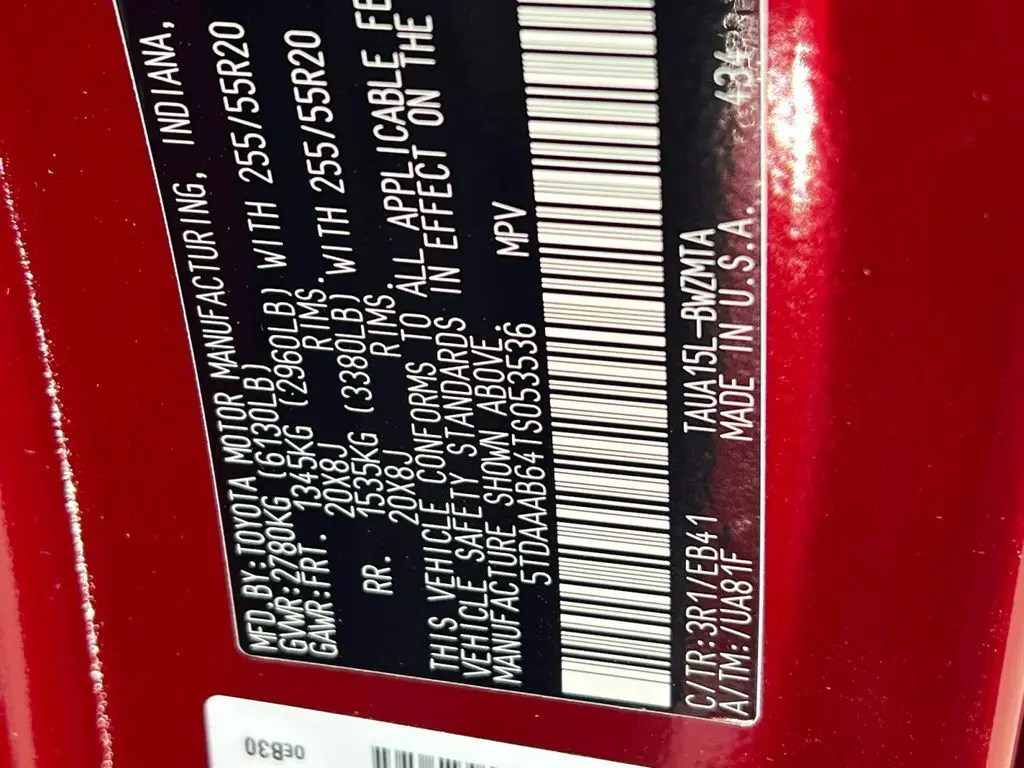 MFD.BY:TOYOTA MOTOR MANUFACTURING, INDIANA,
GVWR:2780KG (6130LB)
GAWR:FRT. 1345KG (2960LB) WITH 255/55R20
20X8J RIMS.
RR. 1535KG (3380LB) WITH 255/55R20
20X8J RIMS.
THIS VEHICLE CONFORMS TO ALL APPLICABLE
VEHICLE SAFETY STANDARDS IN EFFECT ON THE
MANUFACTURE SHOWN ABOVE.
5TDAAAB64TS053536 MPV
C/TR:3R1/EB41 TAUA15L-BWZMTA
A/TM:/UA81F MADE IN U.S.A.
0EB30